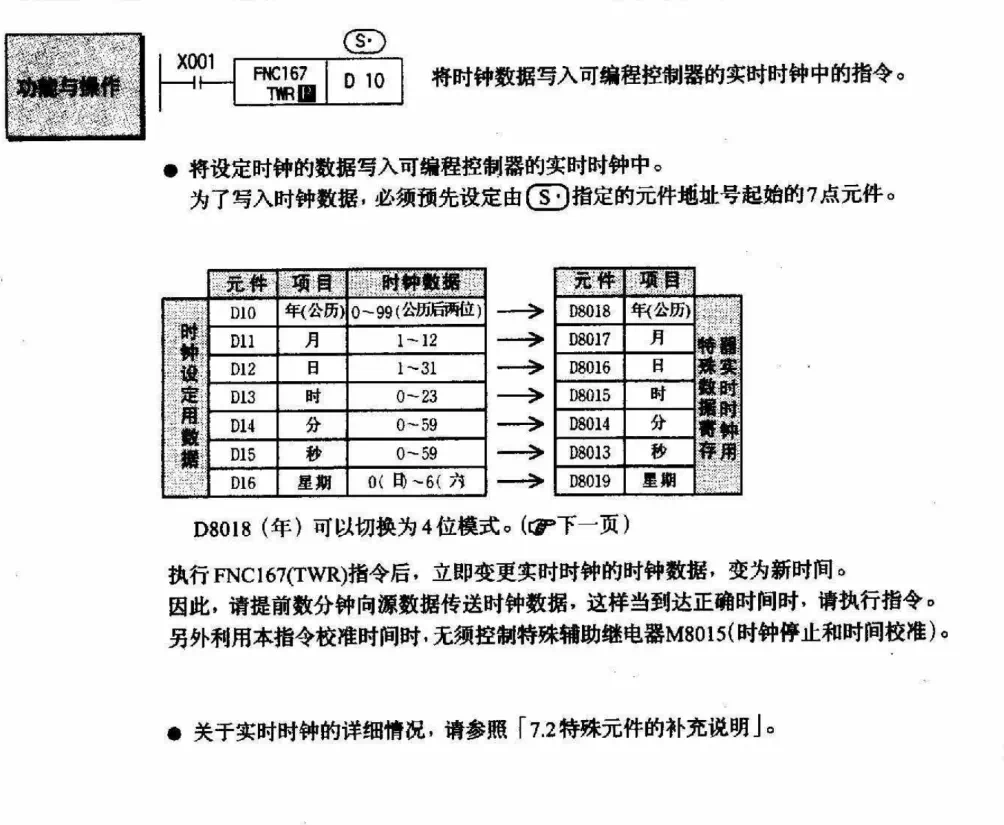 功能与操作
S·
X001
FNC167
TWR P
D 10
将时钟数据写入可编程控制器的实时时钟中的指令。
● 将设定时钟的数据写入可编程控制器的实时时钟中。
为了写入时钟数据，必须预先设定由 S· 指定的元件地址号起始的7点元件。
时钟设定用数据
元件 项目 时钟数据
D10 年(公历) 0~99(公历后两位)
D11 月 1~12
D12 日 1~31
D13 时 0~23
D14 分 0~59
D15 秒 0~59
D16 星期 0(日)~6(六
元件 项目
D8018 年(公历)
D8017 月
D8016 日
D8015 时
D8014 分
D8013 秒
D8019 星期
特殊数据寄存
器实时时钟用
D8018（年）可以切换为4位模式。(☞下一页)
执行FNC167(TWR)指令后，立即变更实时时钟的时钟数据，变为新时间。
因此，请提前数分钟向源数据传送时钟数据，这样当到达正确时间时，请执行指令。
另外利用本指令校准时间时，无须控制特殊辅助继电器M8015(时钟停止和时间校准)。
● 关于实时时钟的详细情况，请参照「7.2特殊元件的补充说明」。